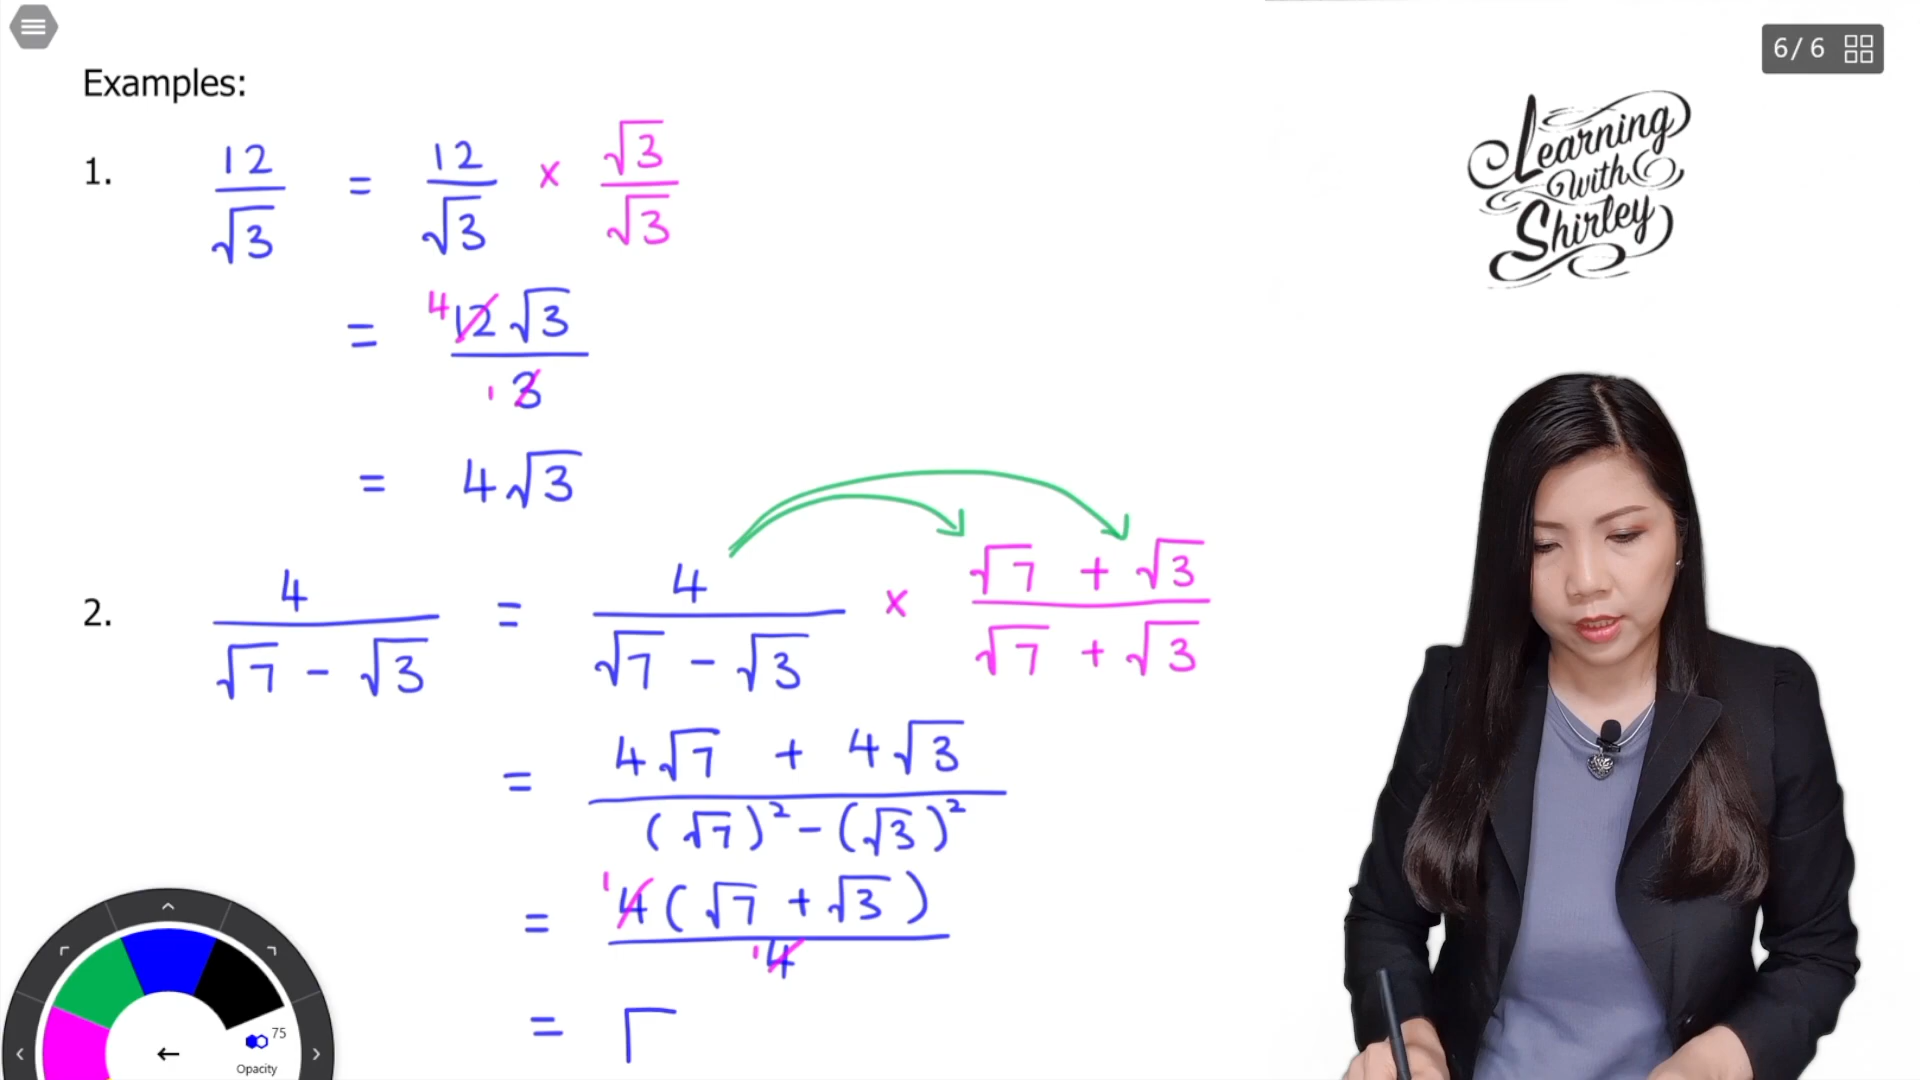 6/6
Examples:
Learning
with
Shirley
1. 12/√3 = 12/√3 x √3/√3
= 4 12√3 / 1 3
= 4√3
2. 4/(√7 - √3) = 4/(√7 - √3) x (√7 + √3)/(√7 + √3)
= (4√7 + 4√3)/((√7)² - (√3)²)
= 1 4(√7 + √3) / 1 4
=
75
Opacity